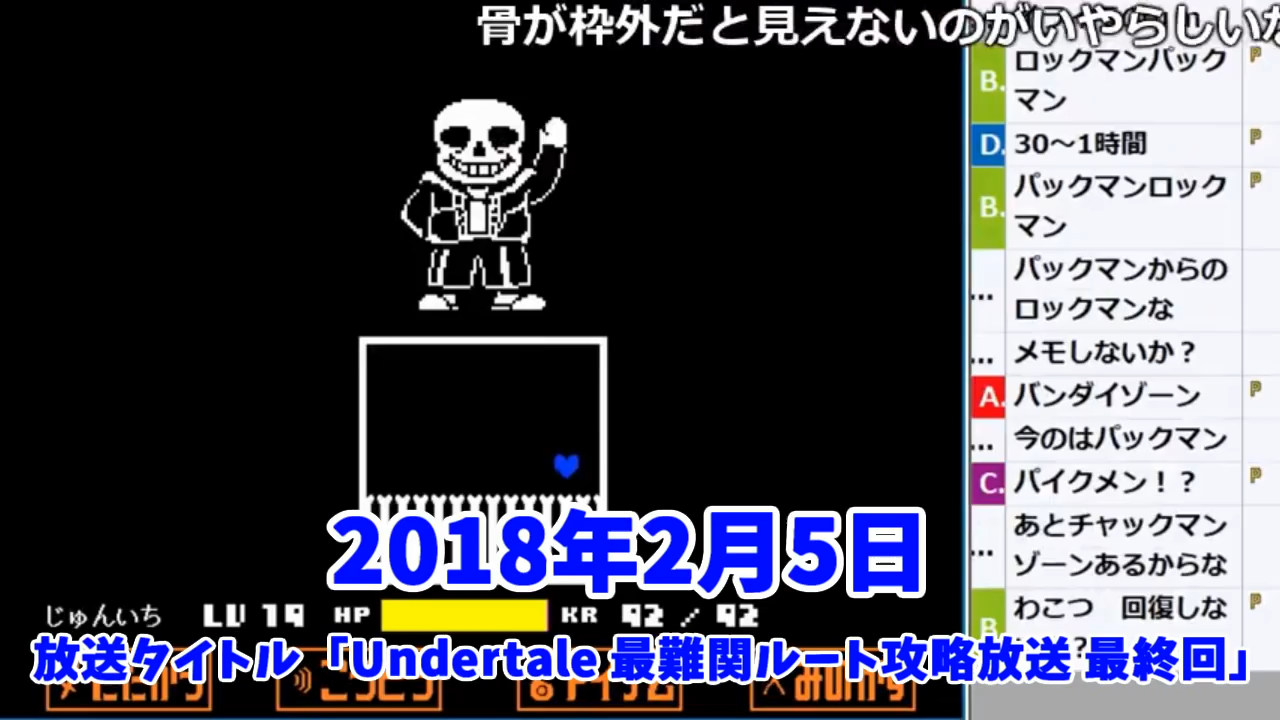 骨が枠外だと見えないのがいやらしいな
B. ロックマンパック
マン
D. 30～1時間
B. パックマンロック
マン
... パックマンからの
ロックマンな
... メモしないか？
A. バンダイゾーン
... 今のはパックマン
C. パイクメン！？
... あとチャックマン
ゾーンあるからな
B. わこつ　回復しな
？
2018年2月5日
じゅんいち LV 19 HP KR 92 / 92
放送タイトル「Undertale 最難関ルート攻略放送 最終回」